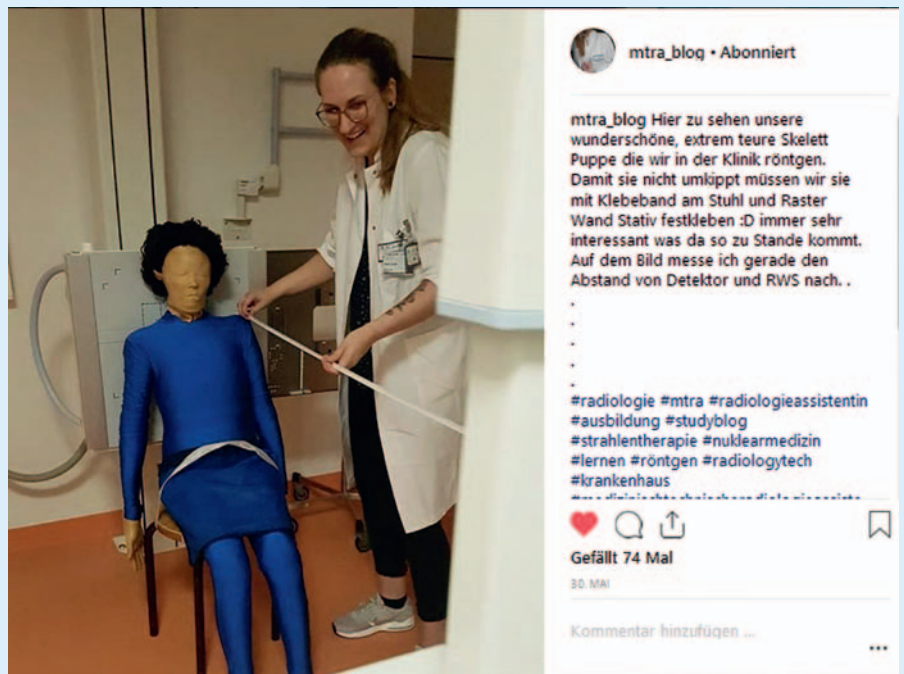 mtra_blog • Abonniert
mtra_blog Hier zu sehen unsere
wunderschöne, extrem teure Skelett
Puppe die wir in der Klinik röntgen.
Damit sie nicht umkippt müssen wir sie
mit Klebeband am Stuhl und Raster
Wand Stativ festkleben :D immer sehr
interessant was da so zu Stande kommt.
Auf dem Bild messe ich gerade den
Abstand von Detektor und RWS nach. .
.
.
.
.
.
#radiologie #mtra #radiologieassistentin
#ausbildung #studyblog
#strahlentherapie #nuklearmedizin
#lernen #röntgen #radiologytech
#krankenhaus
Gefällt 74 Mal
30. MAI
Kommentar hinzufügen ...